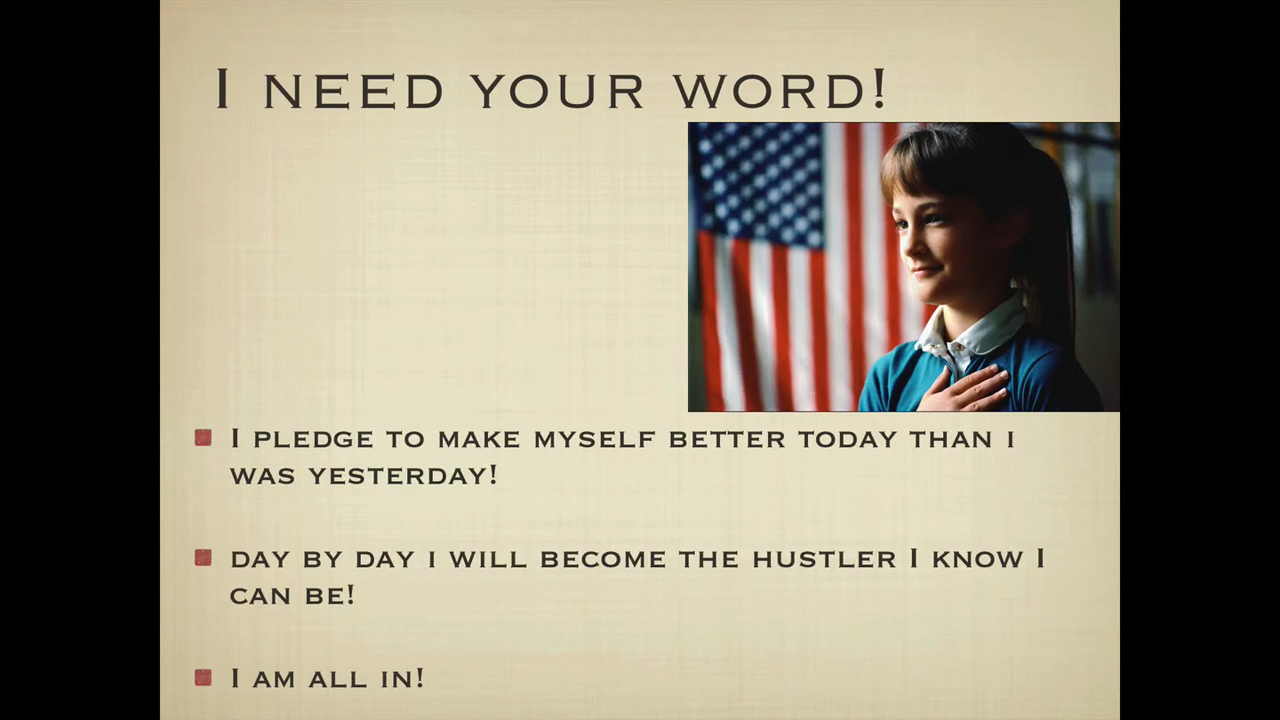 I NEED YOUR WORD!
I PLEDGE TO MAKE MYSELF BETTER TODAY THAN I
WAS YESTERDAY!
DAY BY DAY I WILL BECOME THE HUSTLER I KNOW I
CAN BE!
I AM ALL IN!